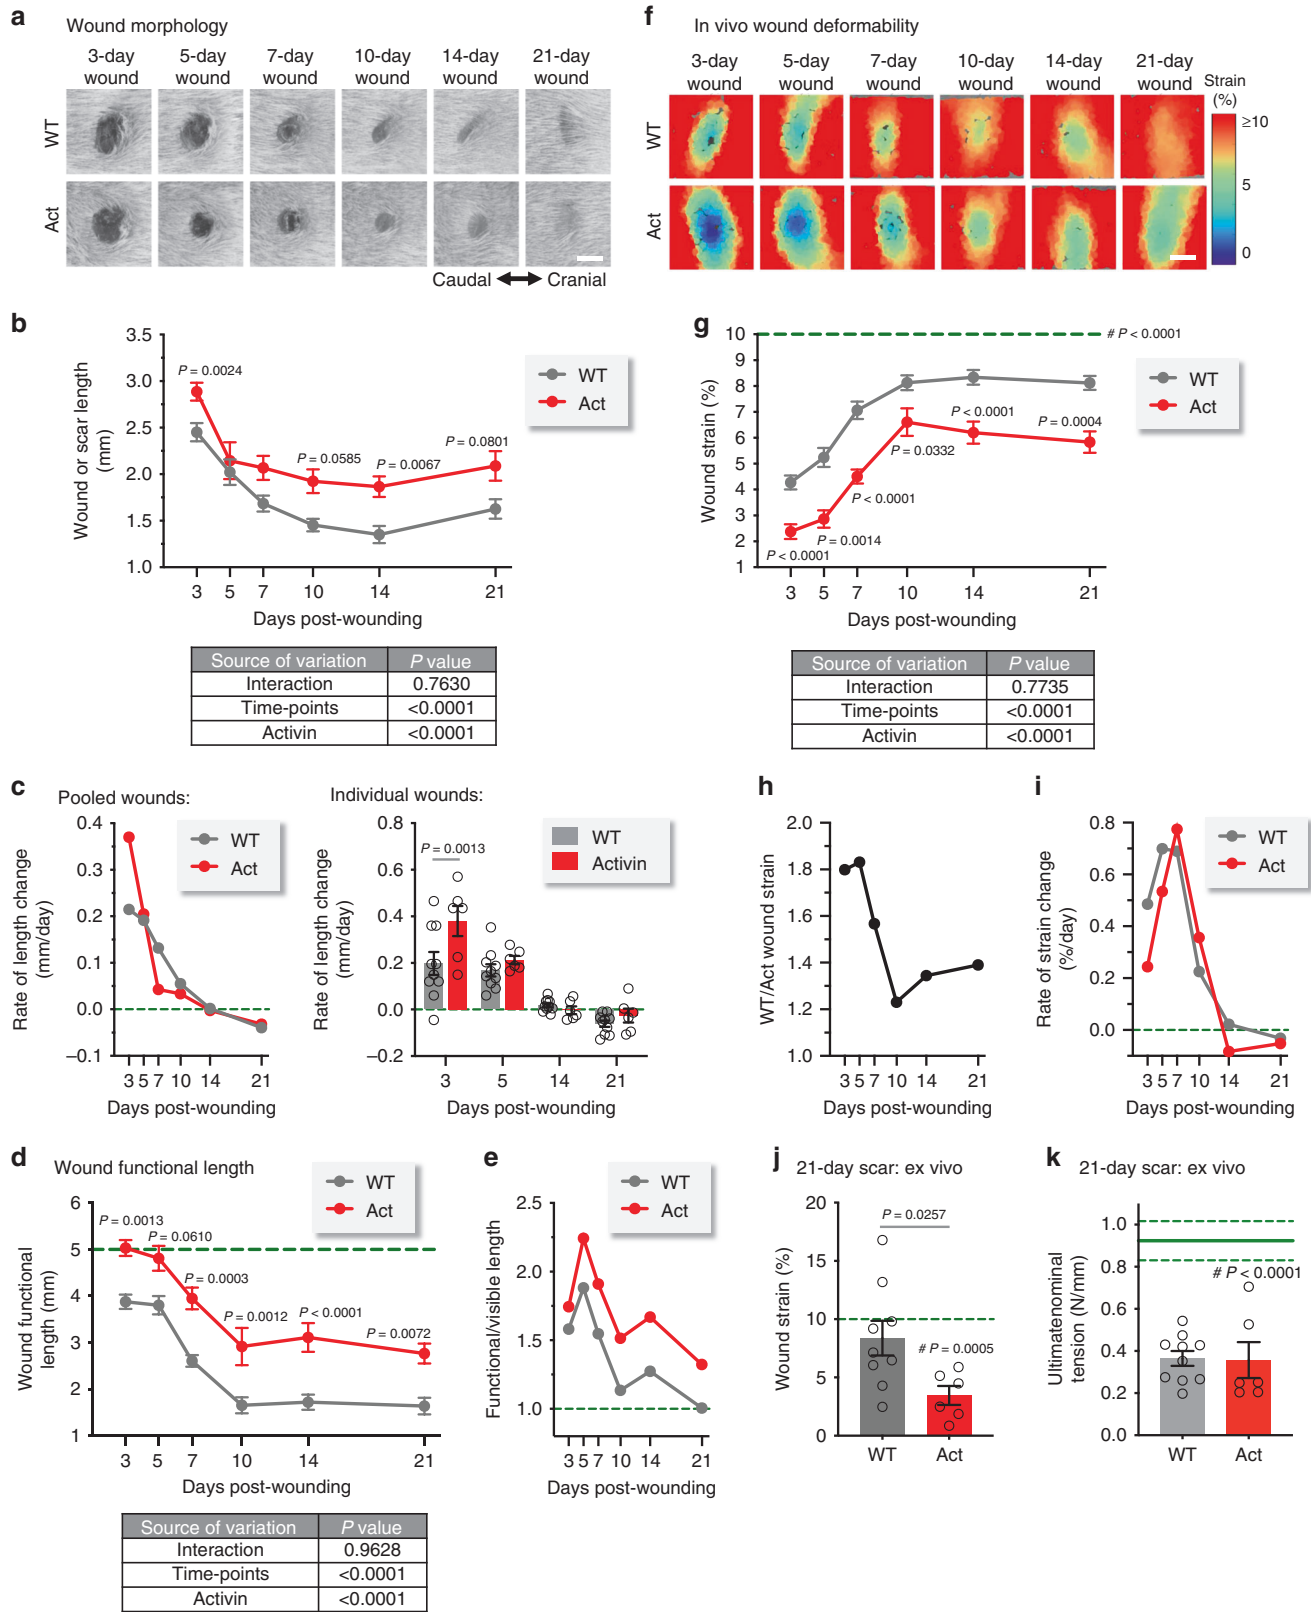 a
Wound morphology
3-day wound
5-day wound
7-day wound
10-day wound
14-day wound
21-day wound
WT
Act
Caudal
Cranial
b
3.5
3.0
2.5
2.0
1.5
1.0
Wound or scar length (mm)
P = 0.0024
P = 0.0585
P = 0.0067
P = 0.0801
WT
Act
3 5 7 10 14 21
Days post-wounding
Source of variation P value
Interaction 0.7630
Time-points <0.0001
Activin <0.0001
c
Pooled wounds:
0.4
0.3
0.2
0.1
0.0
–0.1
Rate of length change (mm/day)
WT
Act
3 5 7 10 14 21
Days post-wounding
Individual wounds:
0.8
0.6
0.4
0.2
0.0
–0.2
Rate of length change (mm/day)
P = 0.0013
WT
Activin
3 5 14 21
Days post-wounding
d
Wound functional length
6
5
4
3
2
1
Wound functional length (mm)
WT
Act
P = 0.0013
P = 0.0610
P = 0.0003
P = 0.0012
P < 0.0001
P = 0.0072
3 5 7 10 14 21
Days post-wounding
Source of variation P value
Interaction 0.9628
Time-points <0.0001
Activin <0.0001
e
2.5
2.0
1.5
1.0
Functional/visible length
WT
Act
3 5 7 10 14 21
Days post-wounding
f
In vivo wound deformability
3-day wound
5-day wound
7-day wound
10-day wound
14-day wound
21-day wound
WT
Act
Strain (%)
≥10
5
0
g
10
9
8
7
6
5
4
3
2
1
Wound strain (%)
# P < 0.0001
WT
Act
P < 0.0001
P = 0.0014
P < 0.0001
P = 0.0332
P < 0.0001
P = 0.0004
3 5 7 10 14 21
Days post-wounding
Source of variation P value
Interaction 0.7735
Time-points <0.0001
Activin <0.0001
h
2.0
1.8
1.6
1.4
1.2
1.0
WT/Act wound strain
3 5 7 10 14 21
Days post-wounding
i
0.8
0.6
0.4
0.2
0.0
Rate of strain change (%/day)
WT
Act
3 5 7 10 14 21
Days post-wounding
j
21-day scar: ex vivo
20
15
10
5
0
Wound strain (%)
P = 0.0257
# P = 0.0005
WT Act
k
21-day scar: ex vivo
1.0
0.8
0.6
0.4
0.2
0.0
Ultimatenominal tension (N/mm)
# P < 0.0001
WT Act